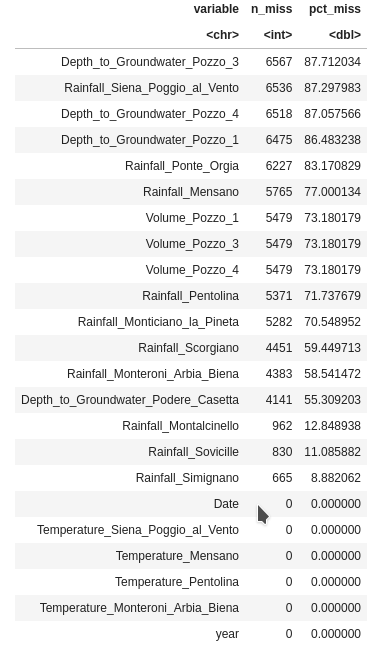 variable n_miss pct_miss
<chr> <int> <dbl>
Depth_to_Groundwater_Pozzo_3 6567 87.712034
Rainfall_Siena_Poggio_al_Vento 6536 87.297983
Depth_to_Groundwater_Pozzo_4 6518 87.057566
Depth_to_Groundwater_Pozzo_1 6475 86.483238
Rainfall_Ponte_Orgia 6227 83.170829
Rainfall_Mensano 5765 77.000134
Volume_Pozzo_1 5479 73.180179
Volume_Pozzo_3 5479 73.180179
Volume_Pozzo_4 5479 73.180179
Rainfall_Pentolina 5371 71.737679
Rainfall_Monticiano_la_Pineta 5282 70.548952
Rainfall_Scorgiano 4451 59.449713
Rainfall_Monteroni_Arbia_Biena 4383 58.541472
Depth_to_Groundwater_Podere_Casetta 4141 55.309203
Rainfall_Montalcinello 962 12.848938
Rainfall_Sovicille 830 11.085882
Rainfall_Simignano 665 8.882062
Date 0 0.000000
Temperature_Siena_Poggio_al_Vento 0 0.000000
Temperature_Mensano 0 0.000000
Temperature_Pentolina 0 0.000000
Temperature_Monteroni_Arbia_Biena 0 0.000000
year 0 0.000000